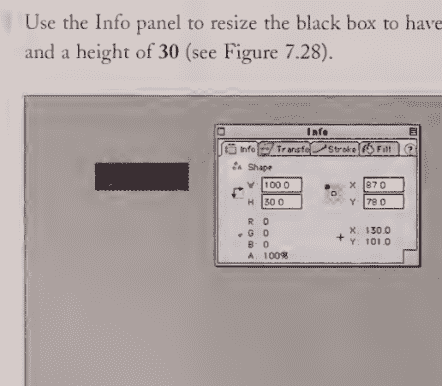 Use the Info panel to resize the black box to have
and a height of 30 (see Figure 7.28).
Info
Info Transfo Stroke Fill ?
Shape
W 100.0 X 87.0
H 30.0 Y 78.0
R: 0
G: 0 X: 130.0
B: 0 + Y: 101.0
A: 100%